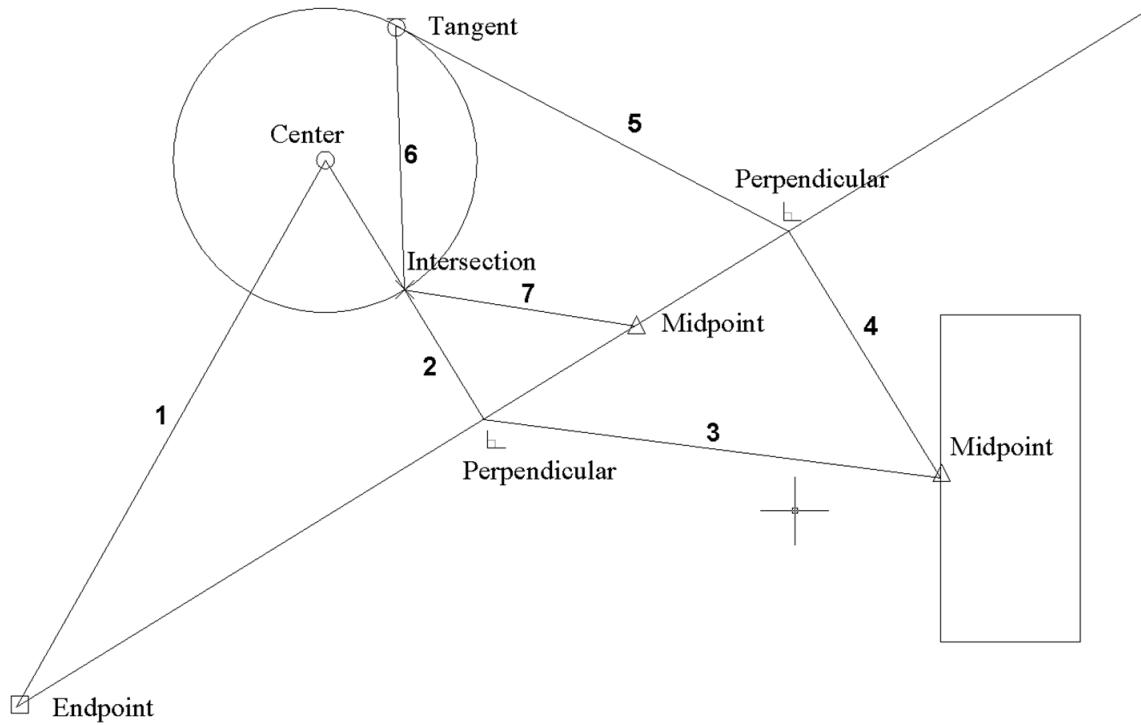 Tangent
5
Center
6
Perpendicular
Intersection
7
Midpoint
4
2
1
3
Midpoint
Perpendicular
Endpoint